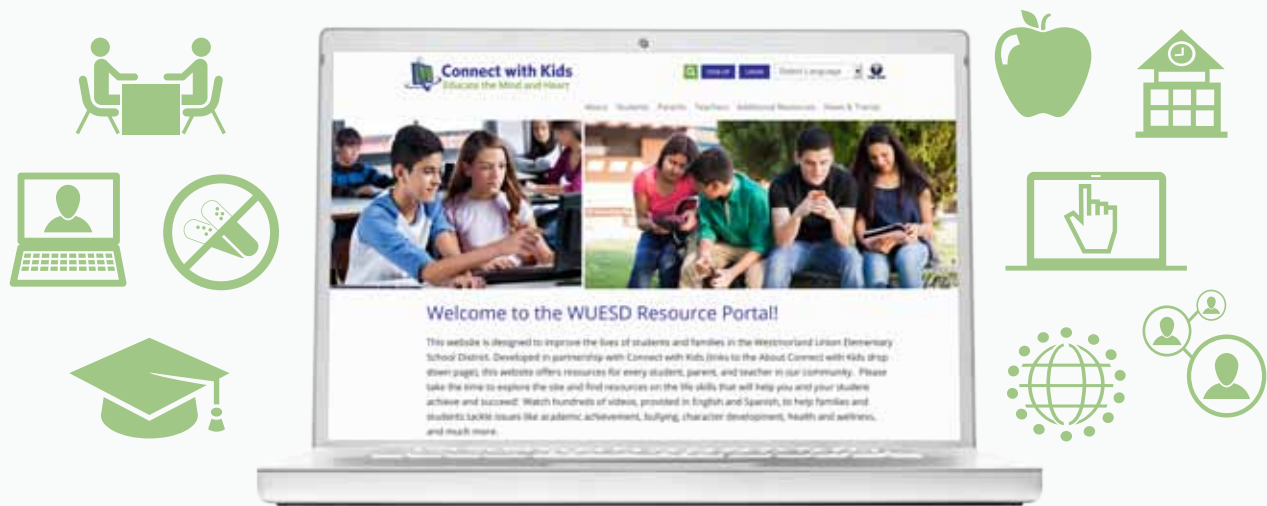 Connect with Kids
Educate the Mind and Heart
SIGN UP LOGIN Select Language
About Students Parents Teachers Additional Resources News & Trends
Welcome to the WUESD Resource Portal!
This website is designed to improve the lives of students and families in the Westmorland Union Elementary
School District. Developed in partnership with Connect with Kids (links to the About Connect with Kids drop
down page), this website offers resources for every student, parent, and teacher in our community. Please
take the time to explore the site and find resources on the life skills that will help you and your student
achieve and succeed! Watch hundreds of videos, provided in English and Spanish, to help families and
students tackle issues like academic achievement, bullying, character development, health and wellness,
and much more.